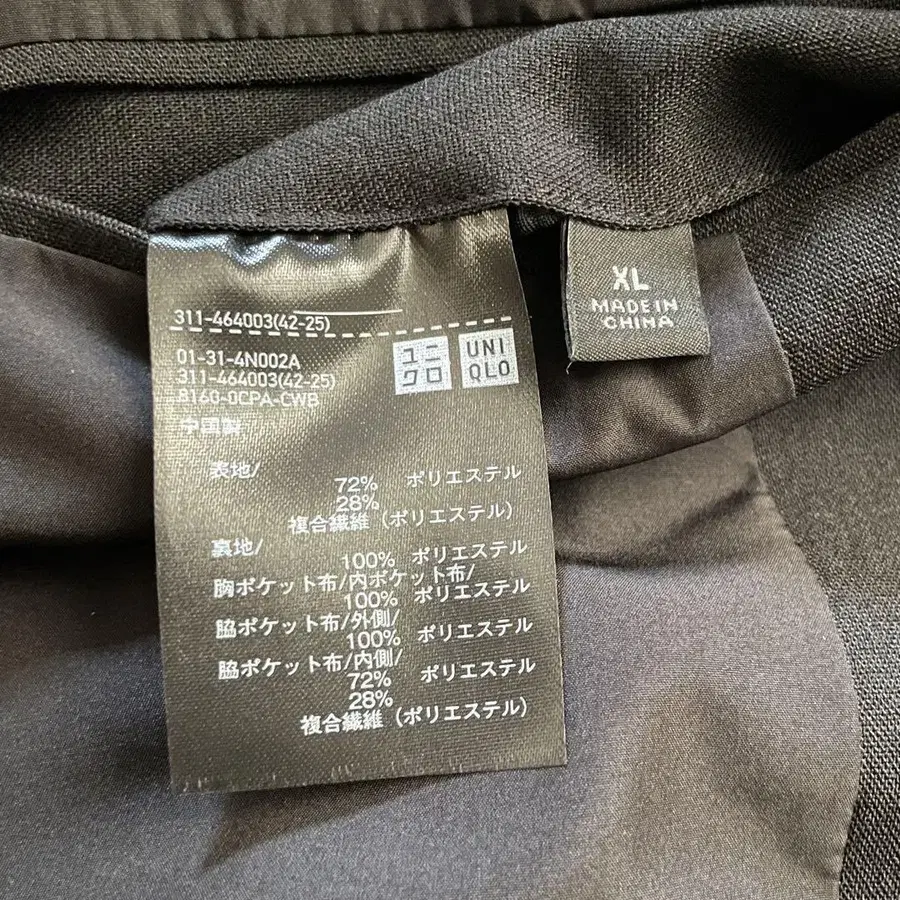 311-464003(42-25)
01-31-4N002A
311-464003(42-25)
8160-0CPA-CWB
中国製
ユニ
クロ
UNI
QLO
表地/
72% ポリエステル
28%
複合繊維(ポリエステル)
裏地/
100% ポリエステル
胸ポケット布/内ポケット布/
100% ポリエステル
脇ポケット布/外側/
100% ポリエステル
脇ポケット布/内側/
72% ポリエステル
28%
複合繊維(ポリエステル)
XL
MADE IN
CHINA